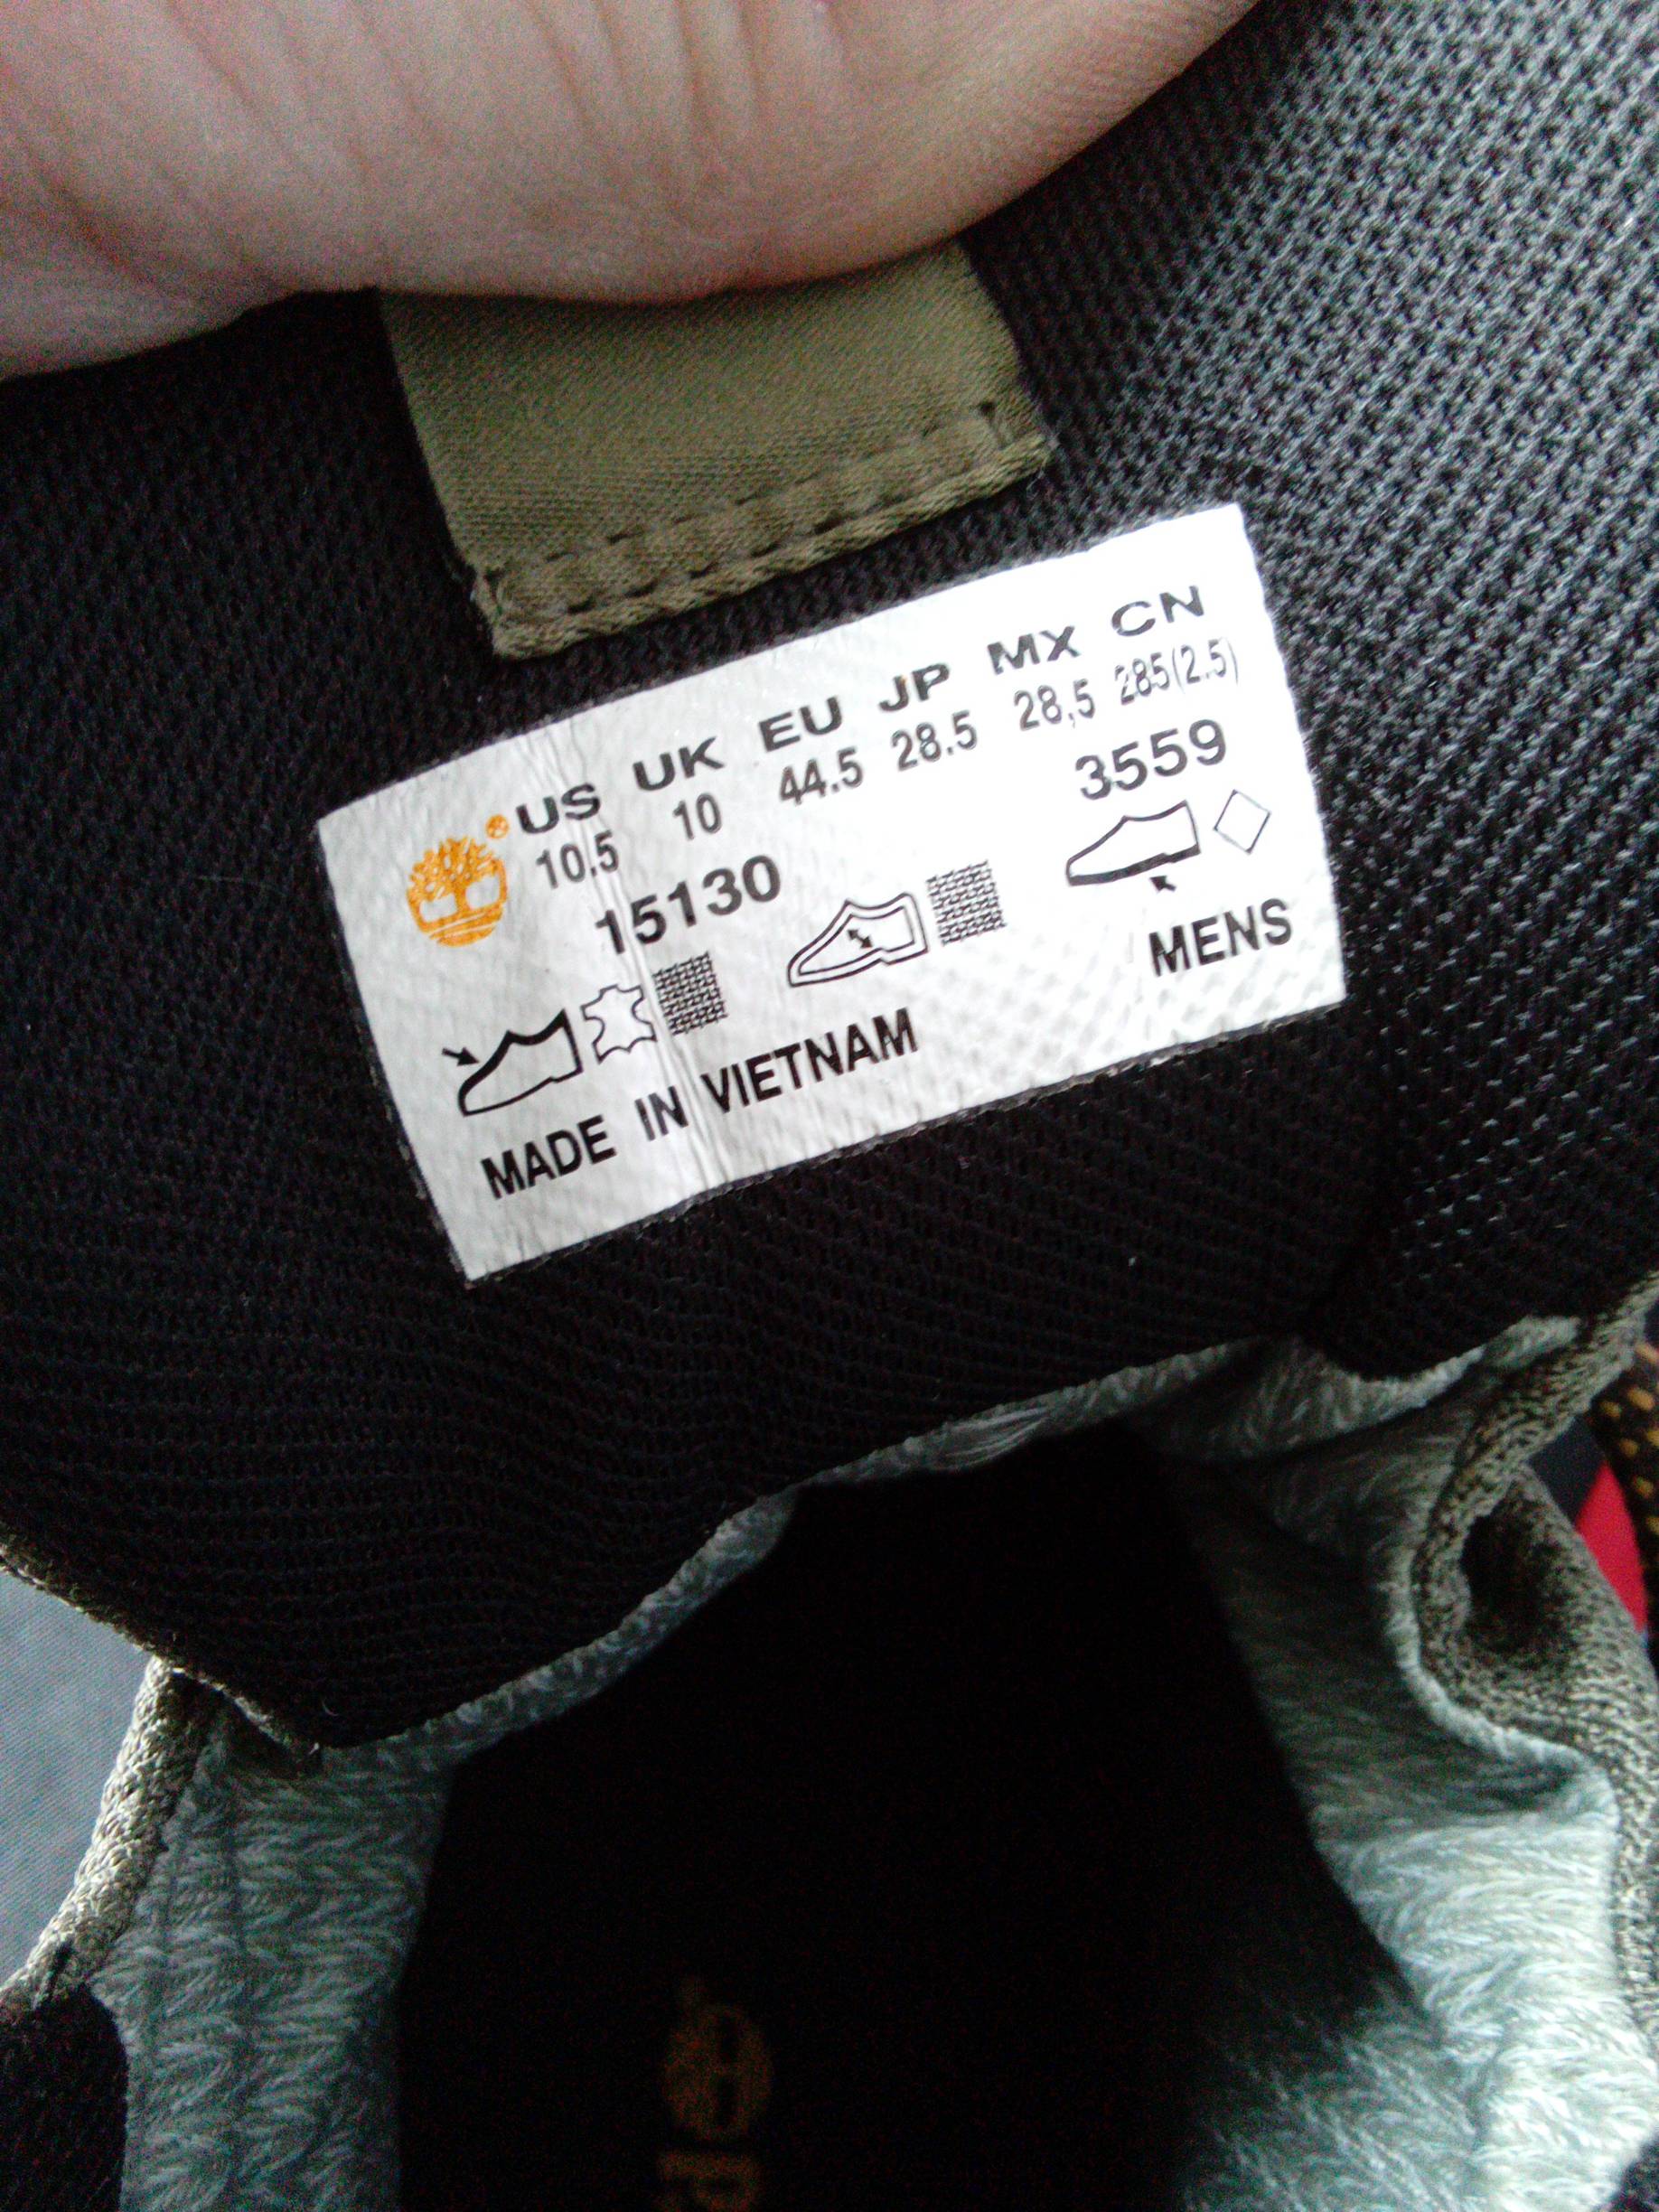 US UK EU JP MX CN
10.5 10 44.5 28.5 28,5 285(2.5)
15130 3559
MADE IN VIETNAM MENS